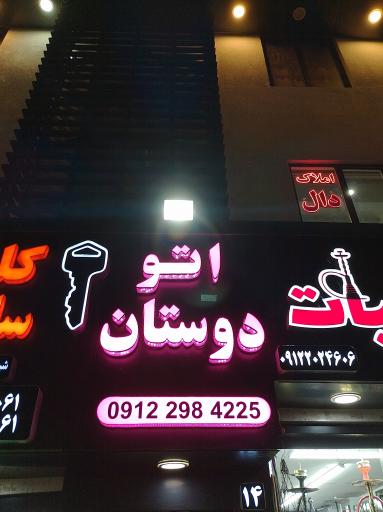 املاک
دال
اتو
دوستان
0912 298 4225
۰۹۱۲۲۰۲۴۶۰۶
۱۴